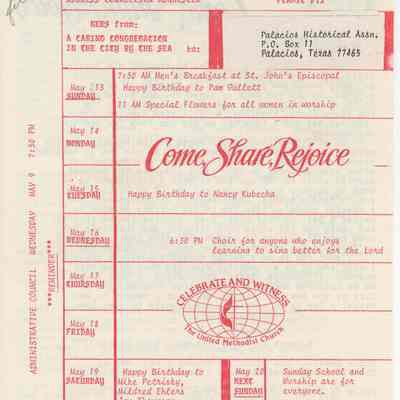 NEWS from:
A CARING CONGREGATION
IN THE CITY BY THE SEA to:
Palacios Historical Assn.
P.O. Box 11
Palacios, Texas 77465
May 13
SUNDAY
7:30 AM Men's Breakfast at St. John's Episcopal
Happy Birthday to Pam
11 AM Special Flowers for all women in worship
May 14
MONDAY
Come, Share, Rejoice
May 15
TUESDAY
Happy Birthday to Nancy Kubecka
May 16
WEDNESDAY
6:30 PM Choir for anyone who enjoys
learning to sing better for the Lord
May 17
THURSDAY
CELEBRATE AND WITNESS
The United Methodist Church
May 18
FRIDAY
May 19
SATURDAY
Happy Birthday to
Mike Petrisky,
Mildred Ehlers
May 20
NEXT
SUNDAY
Sunday School and
Worship are for
everyone.
ADMINISTRATIVE COUNCIL WEDNESDAY MAY 9 7:30 PM
***REMINDER***